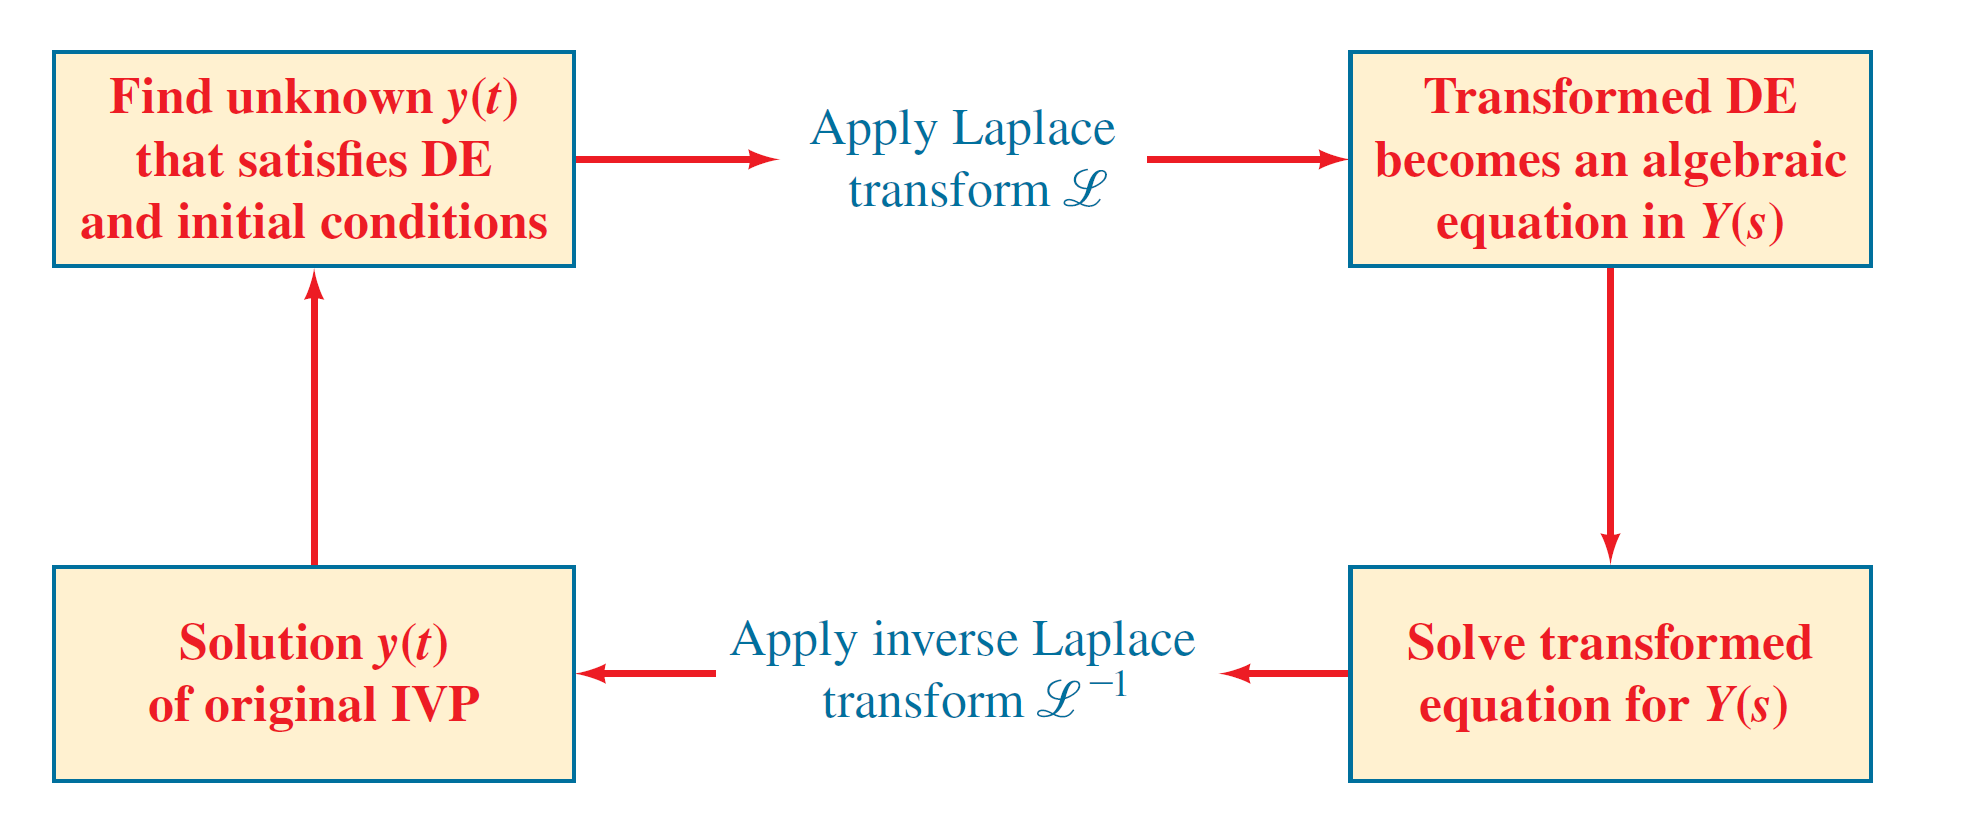 Find unknown y(t)
that satisfies DE
and initial conditions
Apply Laplace
transform ℒ
Transformed DE
becomes an algebraic
equation in Y(s)
Solution y(t)
of original IVP
Apply inverse Laplace
transform ℒ⁻¹
Solve transformed
equation for Y(s)